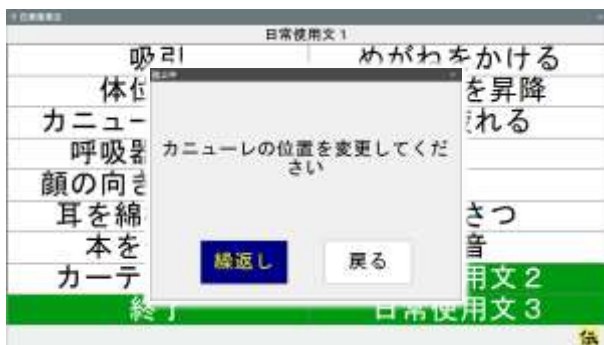 日常使用文1
吸引
めがねをかける
体位
を昇降
カニュー
れる
呼吸器
顔の向き
カニューレの位置を変更してくだ
さい
耳を綿
さつ
本を
音
繰返し
戻る
カーテ
用文2
終了
日常使用文3